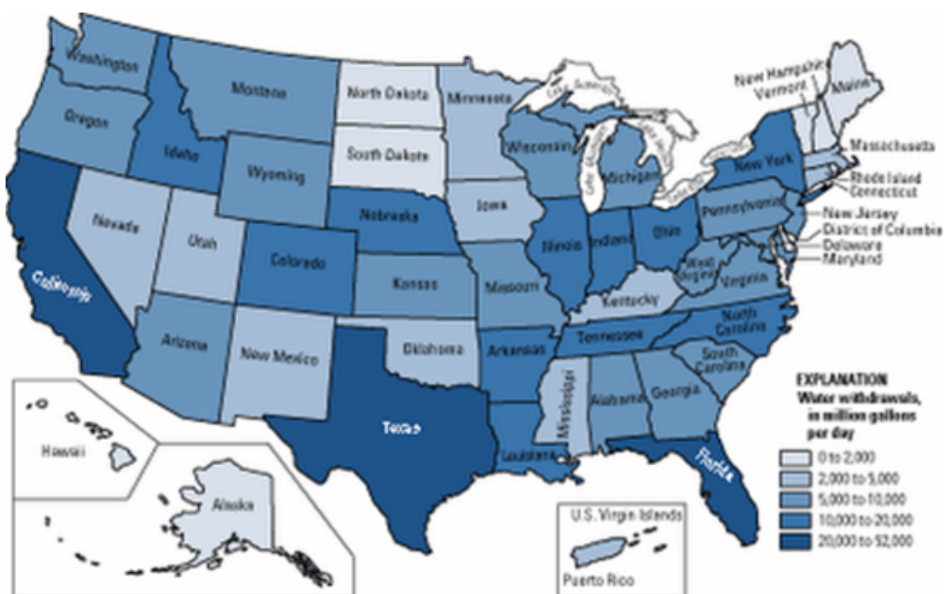 Washington
Montana
North Dakota
Minnesota
Lake Superior
New Hampshire
Vermont
Maine
Oregon
Idaho
South Dakota
Wisconsin
Lake Michigan
Michigan
New York
Massachusetts
Wyoming
Rhode Island
Connecticut
Nebraska
Iowa
Pennsylvania
New Jersey
Nevada
Utah
Colorado
Illinois
Indiana
Ohio
District of Columbia
Delaware
Maryland
California
Kansas
Missouri
West
Virginia
Virginia
Kentucky
Arizona
New Mexico
Oklahoma
Arkansas
Tennessee
North
Carolina
South
Carolina
Texas
Louisiana
Mississippi
Alabama
Georgia
Florida
EXPLANATION
Water withdrawals,
in million gallons
per day
0 to 2,000
2,000 to 5,000
5,000 to 10,000
10,000 to 20,000
20,000 to 52,000
Hawaii
Alaska
U.S. Virgin Islands
Puerto Rico